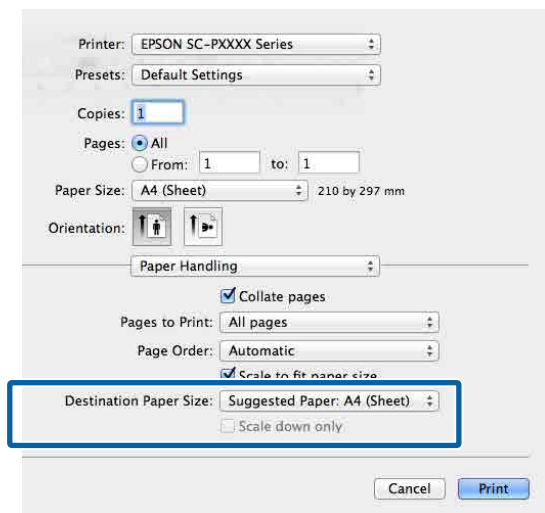 Printer: EPSON SC-PXXXX Series
Presets: Default Settings
Copies: 1
Pages: All
From: 1 to: 1
Paper Size: A4 (Sheet) 210 by 297 mm
Orientation:
Paper Handling
Collate pages
Pages to Print: All pages
Page Order: Automatic
Scale to fit paper size
Destination Paper Size: Suggested Paper: A4 (Sheet)
Scale down only
Cancel Print